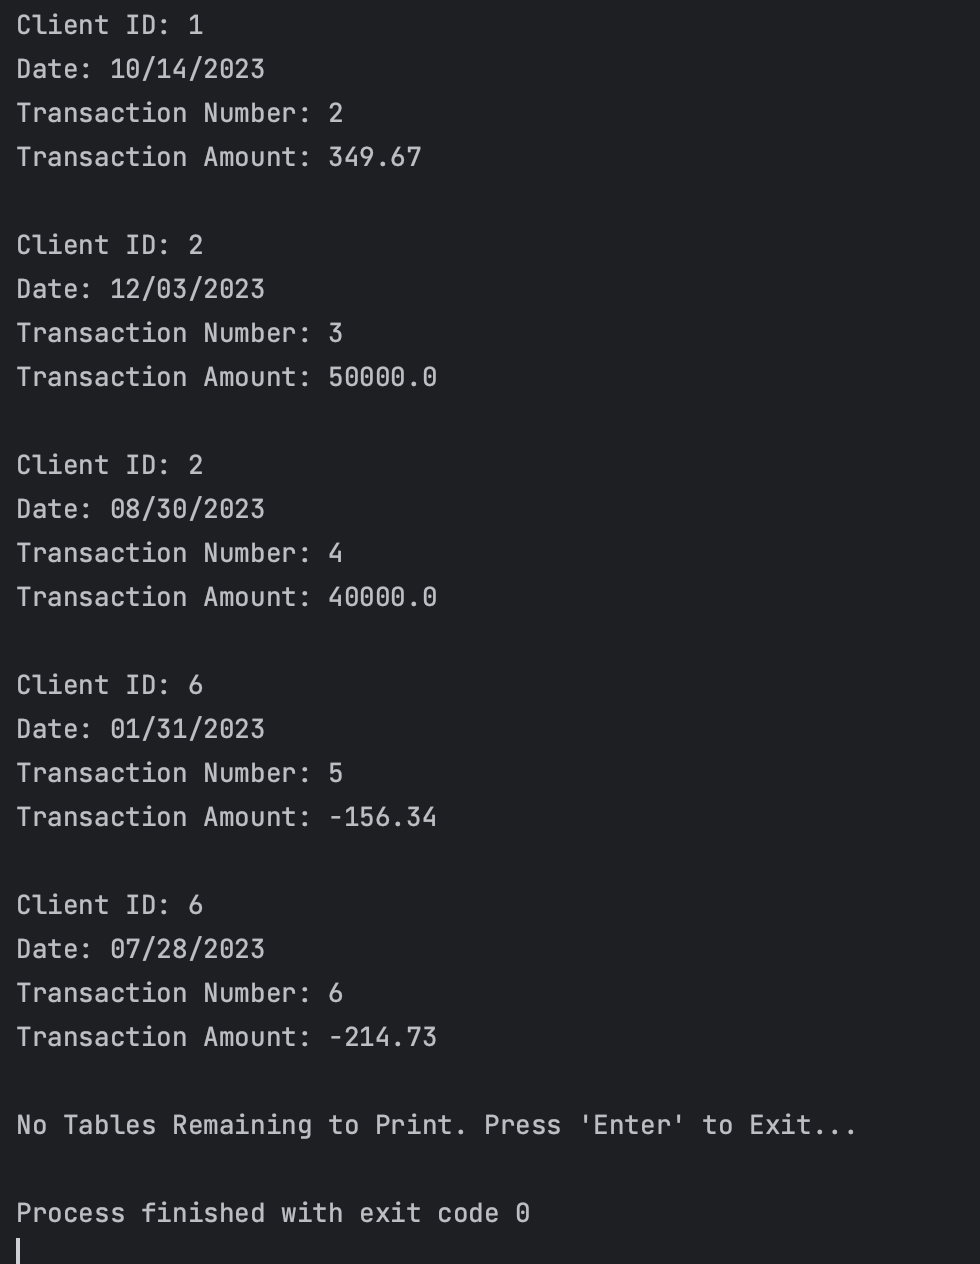 Client ID: 1
Date: 10/14/2023
Transaction Number: 2
Transaction Amount: 349.67
Client ID: 2
Date: 12/03/2023
Transaction Number: 3
Transaction Amount: 50000.0
Client ID: 2
Date: 08/30/2023
Transaction Number: 4
Transaction Amount: 40000.0
Client ID: 6
Date: 01/31/2023
Transaction Number: 5
Transaction Amount: -156.34
Client ID: 6
Date: 07/28/2023
Transaction Number: 6
Transaction Amount: -214.73
No Tables Remaining to Print. Press 'Enter' to Exit...
Process finished with exit code 0